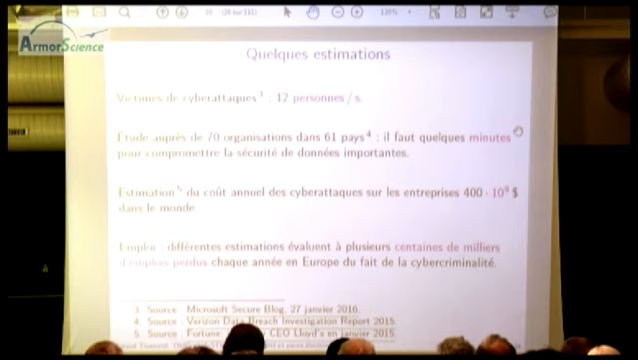 ArmorScience
Quelques estimations
Victimes de cyberattaques 3 : 12 personnes/s.
Étude auprès de 70 organisations dans 61 pays 4 : il faut quelques minutes
pour compromettre la sécurité de données importantes.
Estimation 5 du coût annuel des cyberattaques sur les entreprises 400 · 10⁹ $
dans le monde
Emploi : différentes estimations évaluent à plusieurs centaines de milliers
d'emplois perdus chaque année en Europe du fait de la cybercriminalité.
3. Source : Microsoft Secure Blog, 27 janvier 2016.
4. Source : Verizon Data Breach Investigation Report 2015.
5. Source : Fortune, CEO Lloyd's en janvier 2015.